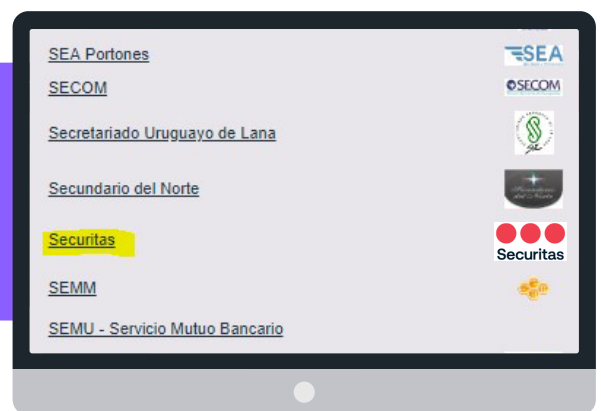 SEA Portones
SEA
SECOM
SECOM
Secretariado Uruguayo de Lana
Secundario del Norte
Securitas
Securitas
SEMM
SEMU - Servicio Mutuo Bancario